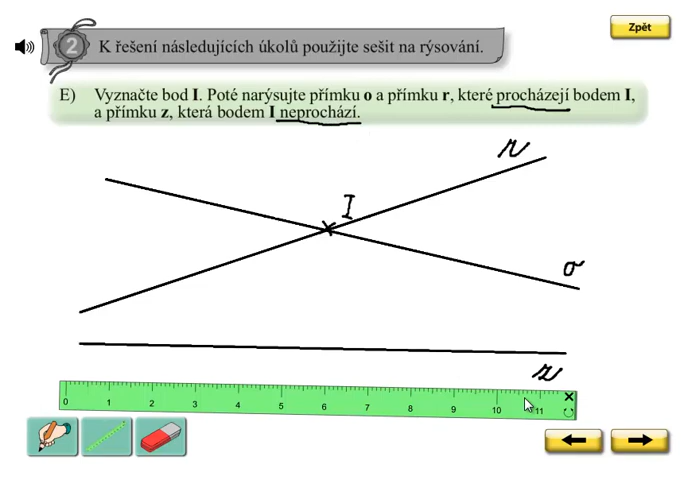 Zpět
2 K řešení následujících úkolů použijte sešit na rýsování.
E) Vyznačte bod I. Poté narýsujte přímku o a přímku r, které procházejí bodem I,
a přímku z, která bodem I neprochází.
r
I
o
z
0 1 2 3 4 5 6 7 8 9 10 11